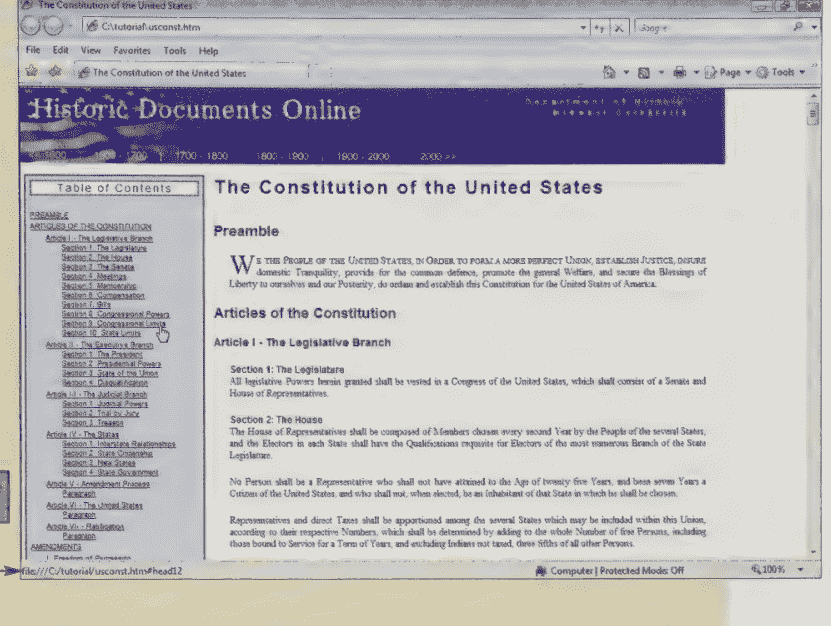 The Constitution of the United States
C:\tutorial\usconst.htm
Google
File Edit View Favorites Tools Help
The Constitution of the United States
Page Tools
Historic Documents Online
1700 - 1800 1800 - 1900 1900 - 2000 2000 >>
Table of Contents
PREAMBLE
ARTICLES OF THE CONSTITUTION
Article I - The Legislative Branch
Section 1. The Legislature
Section 2. The House
Section 3. The Senate
Section 4. Meetings
Section 5. Membership
Section 6. Compensation
Section 7. Bills
Section 8. Congressional Powers
Section 9. Congressional Limits
Section 10. State Limits
Article II - The Executive Branch
Section 1. The President
Section 2. Presidential Powers
Section 3. State of the Union
Section 4. Disqualification
Article III - The Judicial Branch
Section 1. Judicial Powers
Section 2. Trial by Jury
Section 3. Treason
Article IV - The States
Section 1. Interstate Relationships
Section 2. State Citizenship
Section 3. New States
Section 4. State Government
Article V - Amendment Process
Paragraph
Article VI - The United States
Paragraph
Article VII - Ratification
Paragraph
AMENDMENTS
The Constitution of the United States
Preamble
WE THE PEOPLE OF THE UNITED STATES, IN ORDER TO FORM A MORE PERFECT UNION, ESTABLISH JUSTICE, INSURE
domestic Tranquility, provide for the common defence, promote the general Welfare, and secure the Blessings of
Liberty to ourselves and our Posterity, do ordain and establish this Constitution for the United States of America.
Articles of the Constitution
Article I - The Legislative Branch
Section 1: The Legislature
All legislative Powers herein granted shall be vested in a Congress of the United States, which shall consist of a Senate and
House of Representatives.
Section 2: The House
The House of Representatives shall be composed of Members chosen every second Year by the People of the several States,
and the Electors in each State shall have the Qualifications requisite for Electors of the most numerous Branch of the State
Legislature.
No Person shall be a Representative who shall not have attained to the Age of twenty five Years, and been seven Years a
Citizen of the United States, and who shall not, when elected, be an Inhabitant of that State in which he shall be chosen.
Representatives and direct Taxes shall be apportioned among the several States which may be included within this Union,
according to their respective Numbers, which shall be determined by adding to the whole Number of free Persons, including
those bound to Service for a Term of Years, and excluding Indians not taxed, three fifths of all other Persons.
file:///C:/tutorial/usconst.htm#head12
Computer | Protected Mode: Off
100%